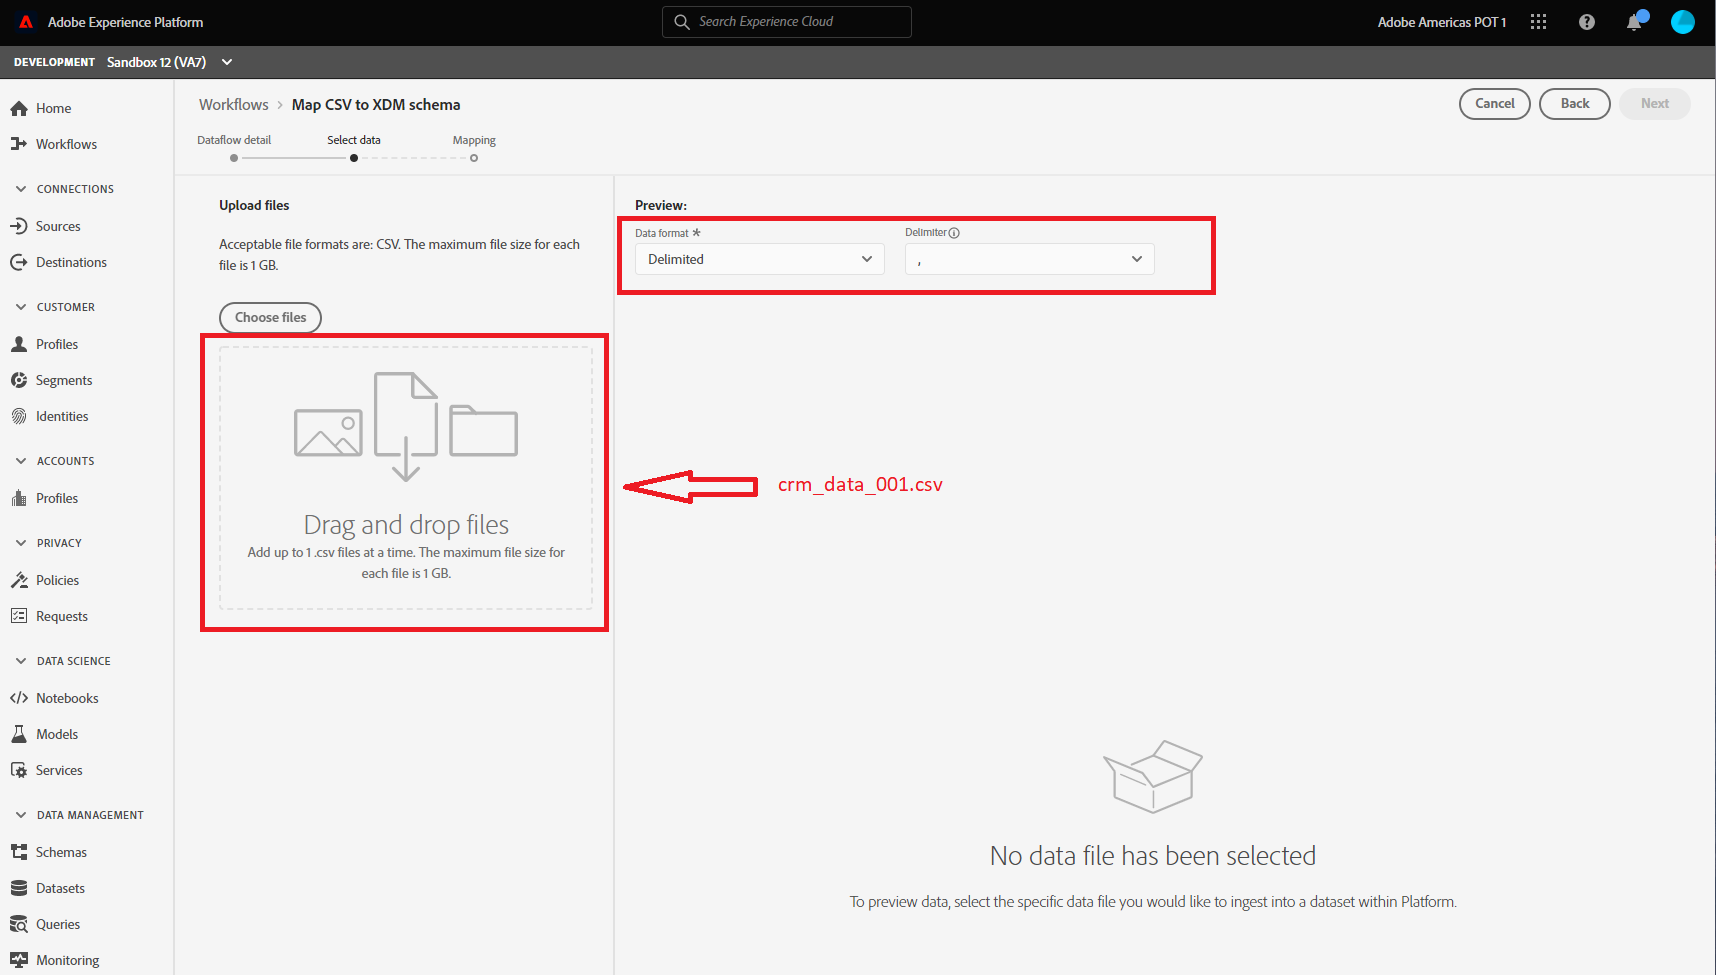 Adobe Experience Platform
Search Experience Cloud
Adobe Americas POT 1
DEVELOPMENT Sandbox 12 (VA7)
Home
Workflows
CONNECTIONS
Sources
Destinations
CUSTOMER
Profiles
Segments
Identities
ACCOUNTS
Profiles
PRIVACY
Policies
Requests
DATA SCIENCE
Notebooks
Models
Services
DATA MANAGEMENT
Schemas
Datasets
Queries
Monitoring
Workflows > Map CSV to XDM schema
Cancel
Back
Next
Dataflow detail
Select data
Mapping
Upload files
Acceptable file formats are: CSV. The maximum file size for each
file is 1 GB.
Choose files
Drag and drop files
Add up to 1 .csv files at a time. The maximum file size for
each file is 1 GB.
Preview:
Data format *
Delimited
Delimiter
,
crm_data_001.csv
No data file has been selected
To preview data, select the specific data file you would like to ingest into a dataset within Platform.